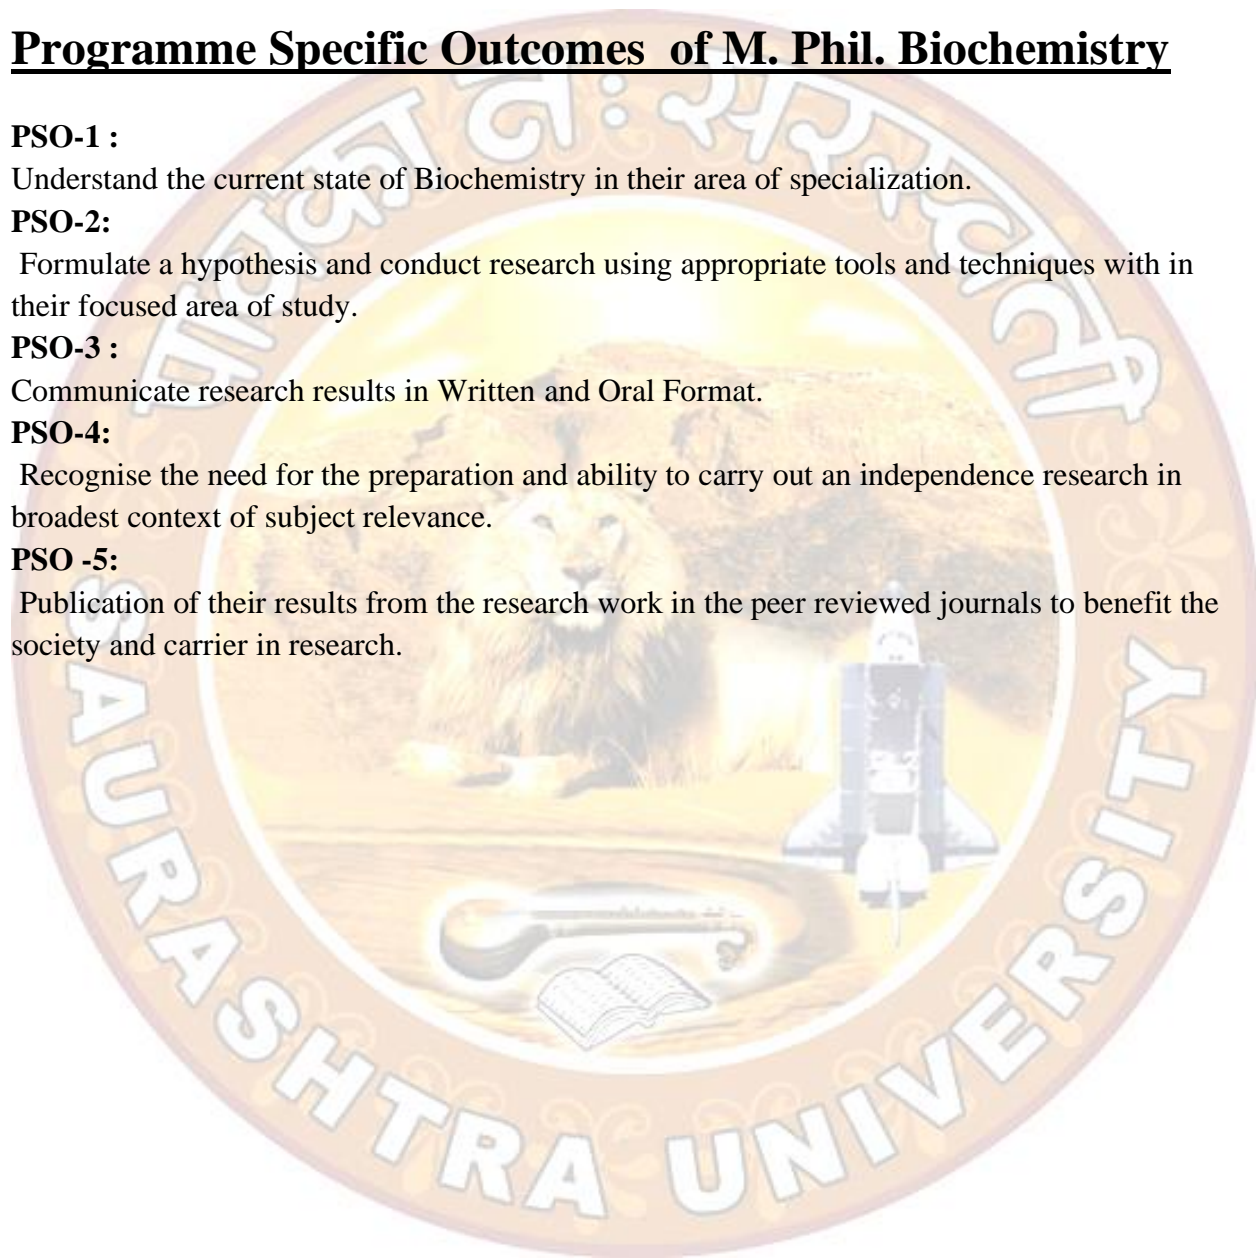 Programme Specific Outcomes of M. Phil. Biochemistry
PSO-1 :
Understand the current state of Biochemistry in their area of specialization.
PSO-2:
Formulate a hypothesis and conduct research using appropriate tools and techniques with in
their focused area of study.
PSO-3 :
Communicate research results in Written and Oral Format.
PSO-4:
Recognise the need for the preparation and ability to carry out an independence research in
broadest context of subject relevance.
PSO -5:
Publication of their results from the research work in the peer reviewed journals to benefit the
society and carrier in research.
पावका नः सरस्वती
SAURASHTRA UNIVERSITY